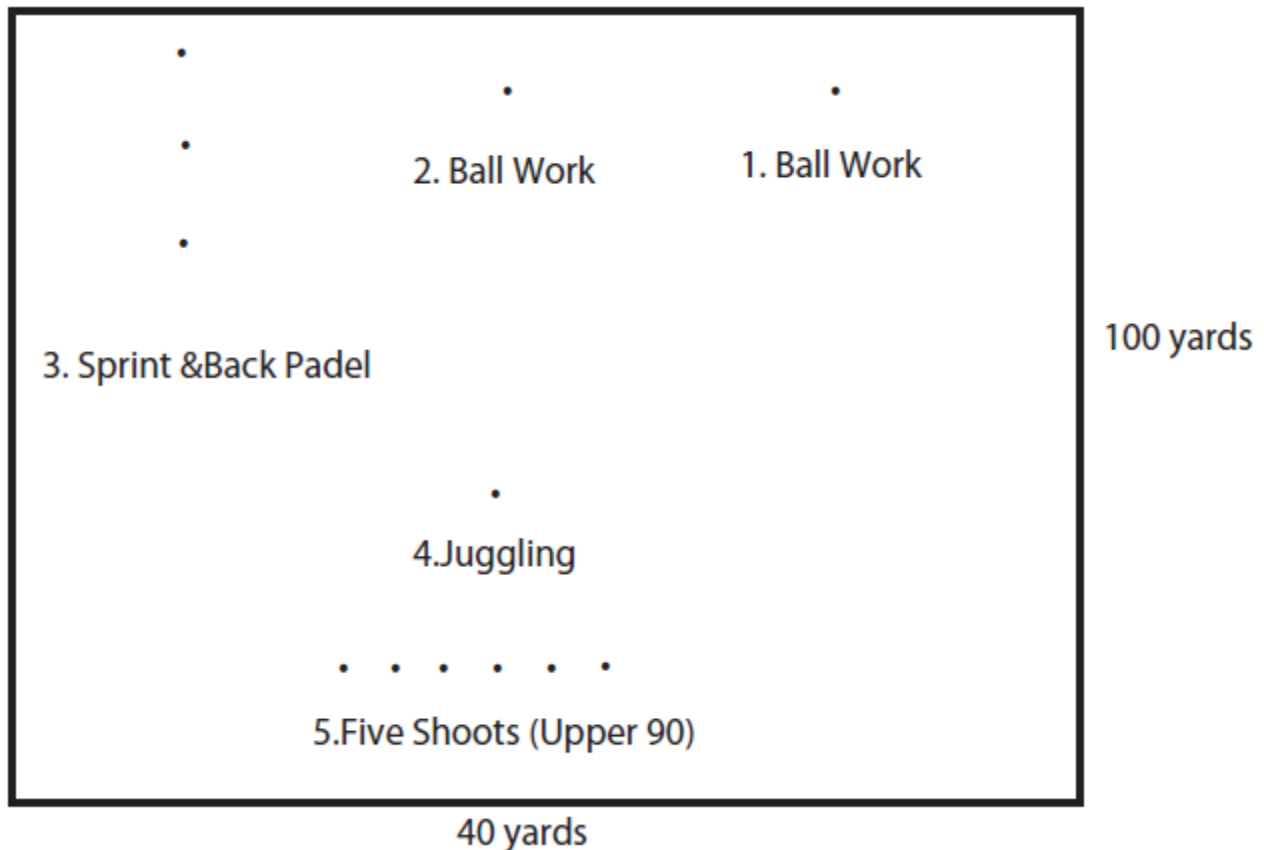 2. Ball Work
1. Ball Work
3. Sprint &Back Padel
100 yards
4.Juggling
5.Five Shoots (Upper 90)
40 yards